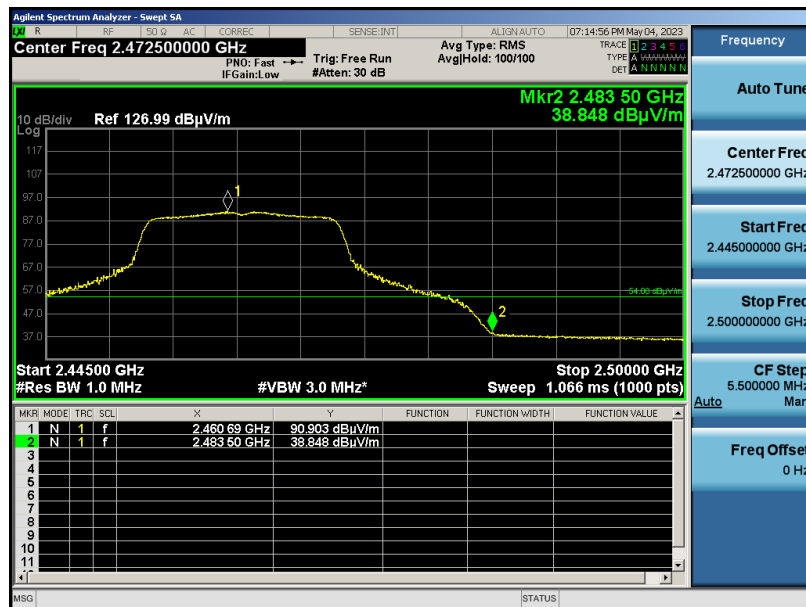 Agilent Spectrum Analyzer - Swept SA
LXI R RF 50 Ω AC CORREC SENSE:INT ALIGN AUTO 07:14:56 PM May 04, 2023
Center Freq 2.472500000 GHz
PNO: Fast
IFGain:Low
Trig: Free Run
#Atten: 30 dB
Avg Type: RMS
Avg|Hold: 100/100
TRACE 1 2 3 4 5 6
TYPE A WWWWW
DET A N N N N N
Mkr2 2.483 50 GHz
38.848 dBµV/m
10 dB/div Ref 126.99 dBµV/m
Log
117
107
97.0
87.0
77.0
67.0
57.0
47.0
37.0
1
2
54.00 dBµV/m
Start 2.44500 GHz Stop 2.50000 GHz
#Res BW 1.0 MHz #VBW 3.0 MHz* Sweep 1.066 ms (1000 pts)
MKR MODE TRC SCL X Y FUNCTION FUNCTION WIDTH FUNCTION VALUE
1 N 1 f 2.460 69 GHz 90.903 dBµV/m
2 N 1 f 2.483 50 GHz 38.848 dBµV/m
3
4
5
6
7
8
9
10
11
MSG STATUS
Frequency
Auto Tune
Center Freq
2.472500000 GHz
Start Freq
2.445000000 GHz
Stop Freq
2.500000000 GHz
CF Step
5.500000 MHz
Auto Man
Freq Offset
0 Hz